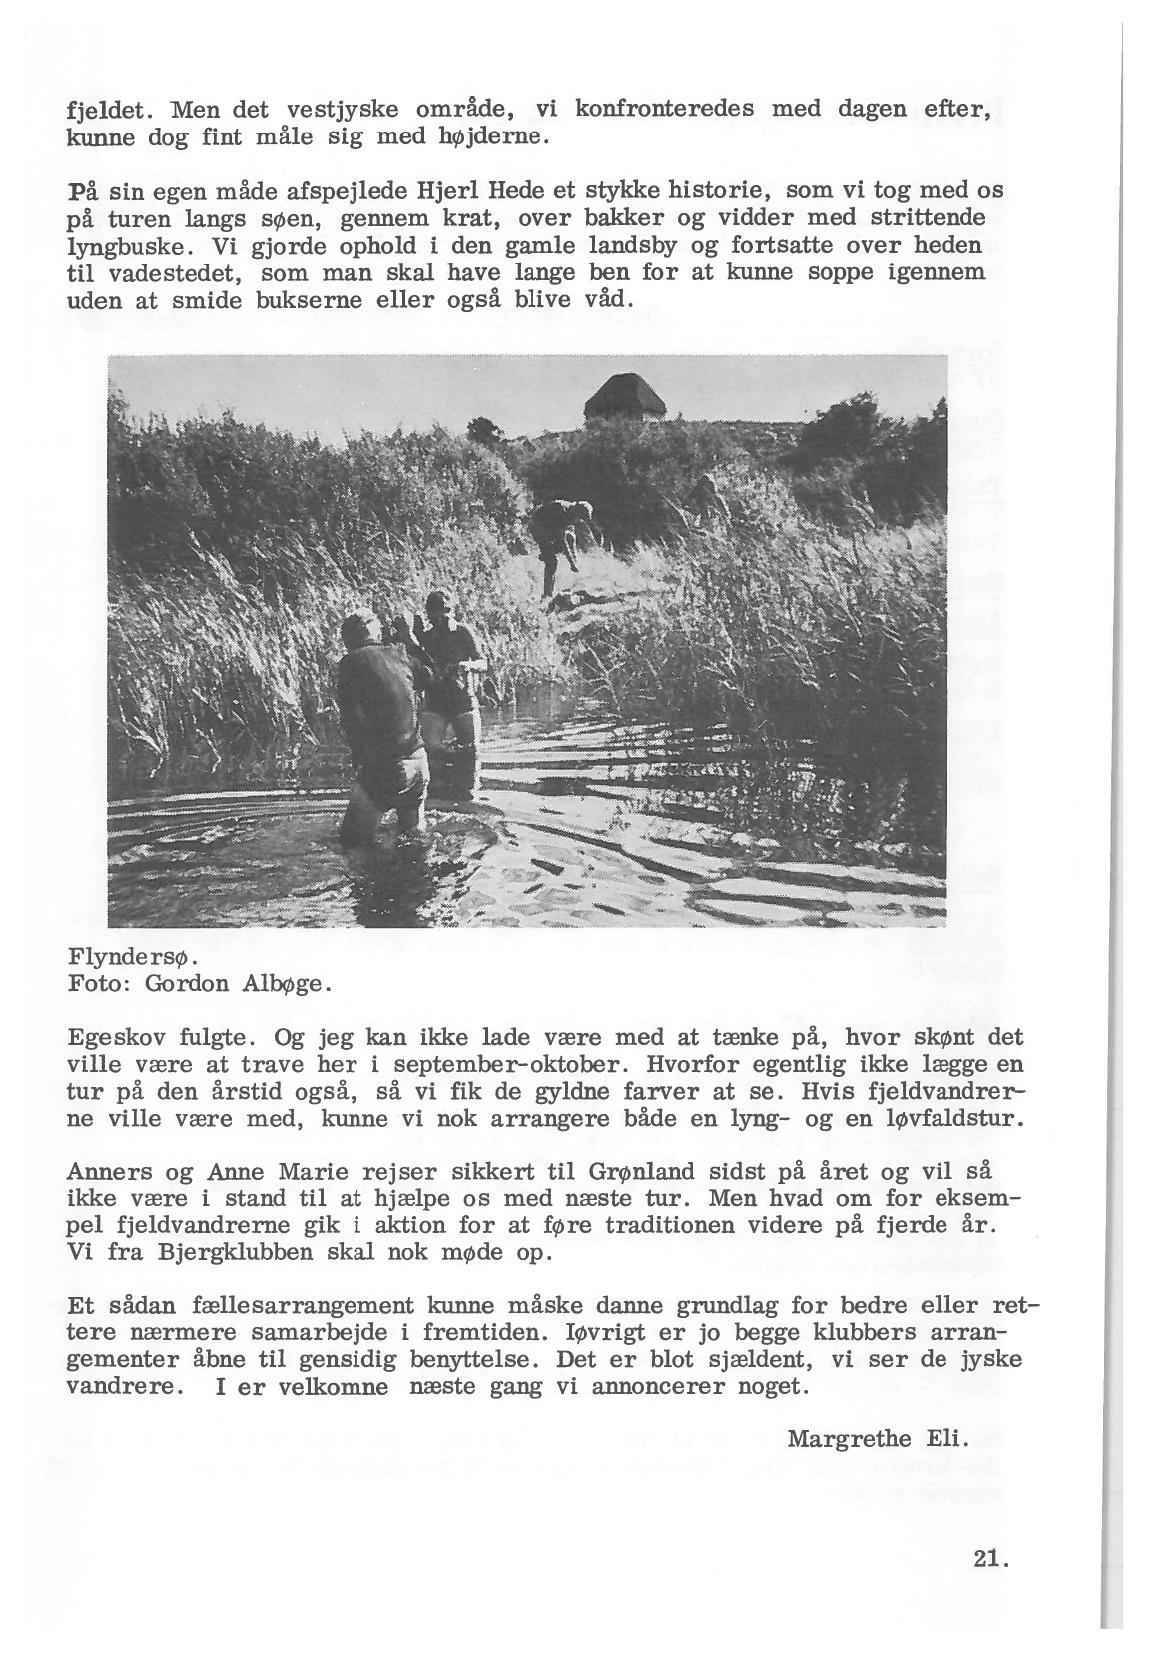 fjeldet. Men det vestjyske område, vi konfronteredes med dagen efter,
kunne dog fint måle sig med højderne.
På sin egen måde afspejlede Hjerl Hede et stykke historie, som vi tog med os
på turen langs søen, gennem krat, over bakker og vidder med strittende
lyngbuske. Vi gjorde ophold i den gamle landsby og fortsatte over heden
til vadestedet, som man skal have lange ben for at kunne soppe igennem
uden at smide bukserne eller også blive våd.
Flyndersø.
Foto: Gordon Albøge.
Egeskov fulgte. Og jeg kan ikke lade være med at tænke på, hvor skønt det
ville være at trave her i september-oktober. Hvorfor egentlig ikke lægge en
tur på den årstid også, så vi fik de gyldne farver at se. Hvis fjeldvandrer-
ne ville være med, kunne vi nok arrangere både en lyng- og en løvfaldstur.
Anners og Anne Marie rejser sikkert til Grønland sidst på året og vil så
ikke være i stand til at hjælpe os med næste tur. Men hvad om for eksem-
pel fjeldvandrerne gik i aktion for at føre traditionen videre på fjerde år.
Vi fra Bjergklubben skal nok møde op.
Et sådan fællesarrangement kunne måske danne grundlag for bedre eller ret-
tere nærmere samarbejde i fremtiden. Iøvrigt er jo begge klubbers arran-
gementer åbne til gensidig benyttelse. Det er blot sjældent, vi ser de jyske
vandrere. I er velkomne næste gang vi annoncerer noget.
Margrethe Eli.
21.